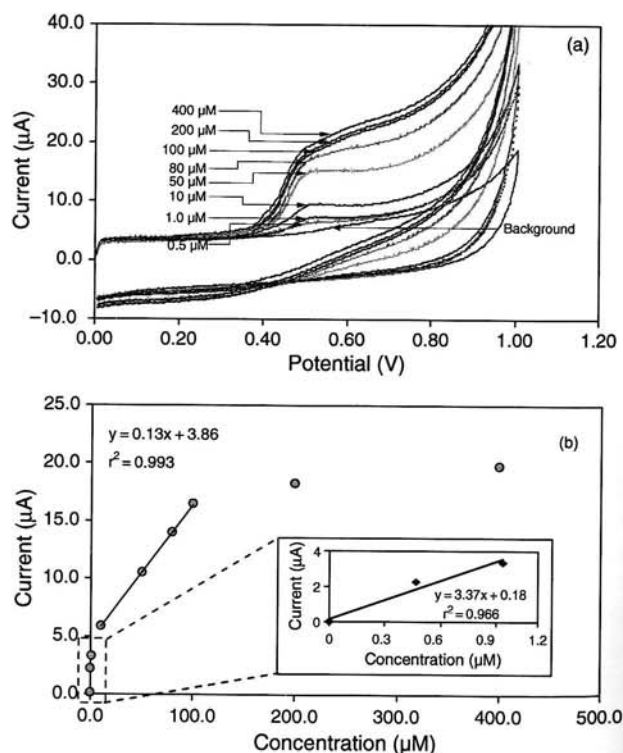 (a)
40.0
30.0
20.0
10.0
0.0
–10.0
Current (µA)
400 µM
200 µM
100 µM
80 µM
50 µM
10 µM
1.0 µM
0.5 µM
Background
0.00 0.20 0.40 0.60 0.80 1.00 1.20
Potential (V)
(b)
25.0
20.0
15.0
10.0
5.0
0.0
Current (µA)
y = 0.13x + 3.86
r² = 0.993
4
2
0
Current (µA)
y = 3.37x + 0.18
r² = 0.966
0 0.3 0.6 0.9 1.2
Concentration (µM)
0.0 100.0 200.0 300.0 400.0 500.0
Concentration (µM)